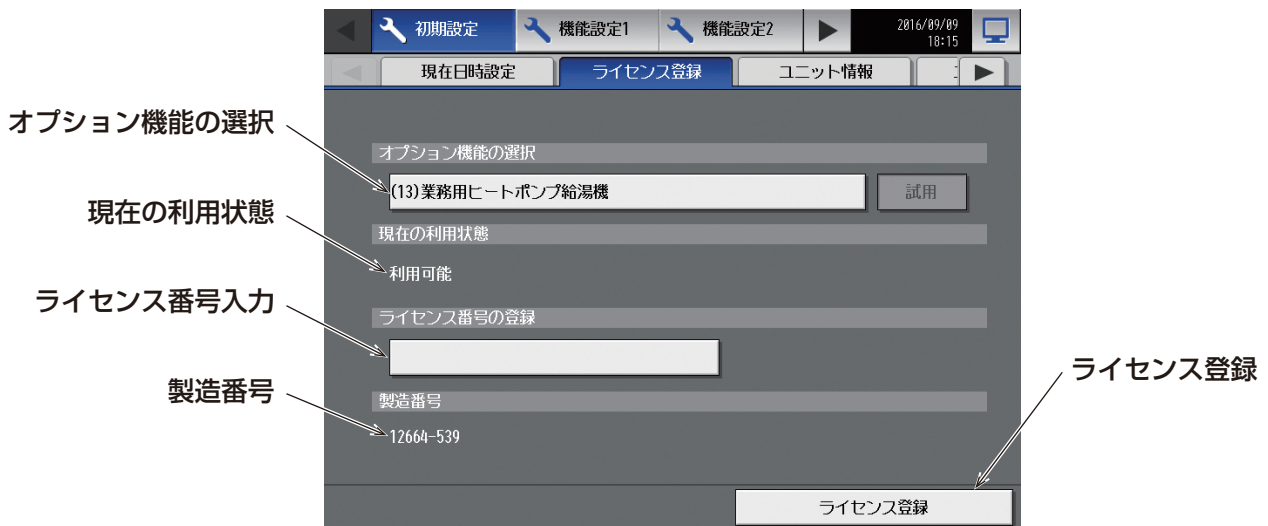 初期設定
機能設定1
機能設定2
2016/09/09
18:15
現在日時設定
ライセンス登録
ユニット情報
オプション機能の選択
オプション機能の選択
(13)業務用ヒートポンプ給湯機
試用
現在の利用状態
現在の利用状態
利用可能
ライセンス番号入力
ライセンス番号の登録
製造番号
製造番号
12664-539
ライセンス登録
ライセンス登録